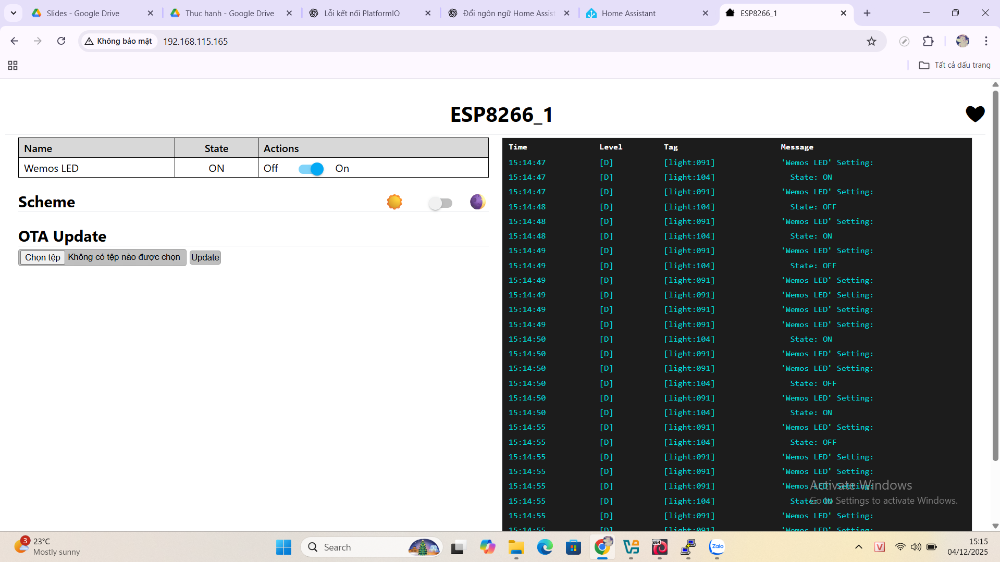 Slides - Google Drive
Thuc hanh - Google Drive
Lỗi kết nối PlatformIO
Đổi ngôn ngữ Home Assist
Home Assistant
ESP8266_1
Không bảo mật
192.168.115.165
Tất cả dấu trang
ESP8266_1
Name State Actions
Wemos LED ON Off On
Scheme
OTA Update
Chọn tệp Không có tệp nào được chọn Update
Time Level Tag Message
15:14:47 [D] [light:091] 'Wemos LED' Setting:
15:14:47 [D] [light:104] State: ON
15:14:47 [D] [light:091] 'Wemos LED' Setting:
15:14:48 [D] [light:104] State: OFF
15:14:48 [D] [light:091] 'Wemos LED' Setting:
15:14:48 [D] [light:104] State: ON
15:14:49 [D] [light:091] 'Wemos LED' Setting:
15:14:49 [D] [light:104] State: OFF
15:14:49 [D] [light:091] 'Wemos LED' Setting:
15:14:49 [D] [light:091] 'Wemos LED' Setting:
15:14:49 [D] [light:091] 'Wemos LED' Setting:
15:14:49 [D] [light:091] 'Wemos LED' Setting:
15:14:50 [D] [light:104] State: ON
15:14:50 [D] [light:091] 'Wemos LED' Setting:
15:14:50 [D] [light:091] 'Wemos LED' Setting:
15:14:50 [D] [light:104] State: OFF
15:14:50 [D] [light:091] 'Wemos LED' Setting:
15:14:50 [D] [light:104] State: ON
15:14:55 [D] [light:091] 'Wemos LED' Setting:
15:14:55 [D] [light:104] State: OFF
15:14:55 [D] [light:091] 'Wemos LED' Setting:
15:14:55 [D] [light:091] 'Wemos LED' Setting:
15:14:55 [D] [light:091] 'Wemos LED' Setting:
15:14:55 [D] [light:104] State: ON
15:14:55 [D] [light:091] 'Wemos LED' Setting:
15:14:55 [D] [light:091] 'Wemos LED' Setting:
Activate Windows
Go to Settings to activate Windows.
3
23°C
Mostly sunny
Search
x64
Zalo
V
15:15
04/12/2025